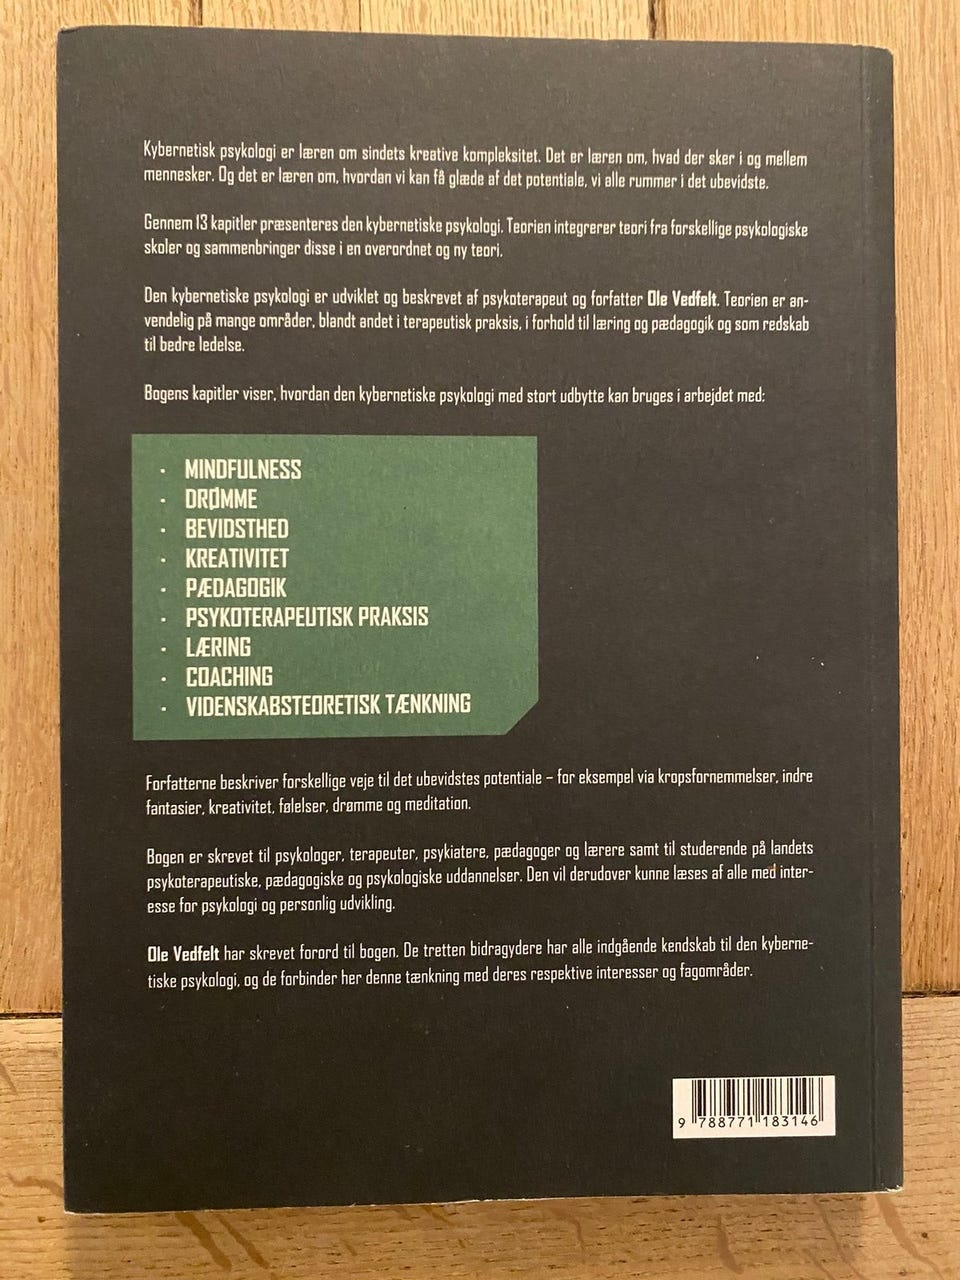 Kybernetisk psykologi er læren om sindets kreative kompleksitet. Det er læren om, hvad der sker i og mellem
mennesker. Og det er læren om, hvordan vi kan få glæde af det potentiale, vi alle rummer i det ubevidste.
Gennem 13 kapitler præsenteres den kybernetiske psykologi. Teorien integrerer teori fra forskellige psykologiske
skoler og sammenbringer disse i en overordnet og ny teori.
Den kybernetiske psykologi er udviklet og beskrevet af psykoterapeut og forfatter Ole Vedfelt. Teorien er an-
vendelig på mange områder, blandt andet i terapeutisk praksis, i forhold til læring og pædagogik og som redskab
til bedre ledelse.
Bogens kapitler viser, hvordan den kybernetiske psykologi med stort udbytte kan bruges i arbejdet med:
· MINDFULNESS
· DRØMME
· BEVIDSTHED
· KREATIVITET
· PÆDAGOGIK
· PSYKOTERAPEUTISK PRAKSIS
· LÆRING
· COACHING
· VIDENSKABSTEORETISK TÆNKNING
Forfatterne beskriver forskellige veje til det ubevidstes potentiale – for eksempel via kropsfornemmelser, indre
fantasier, kreativitet, følelser, drømme og meditation.
Bogen er skrevet til psykologer, terapeuter, psykiatere, pædagoger og lærere samt til studerende på landets
psykoterapeutiske, pædagogiske og psykologiske uddannelser. Den vil derudover kunne læses af alle med inter-
esse for psykologi og personlig udvikling.
Ole Vedfelt har skrevet forord til bogen. De tretten bidragydere har alle indgående kendskab til den kyberne-
tiske psykologi, og de forbinder her denne tænkning med deres respektive interesser og fagområder.
9 788771 183146